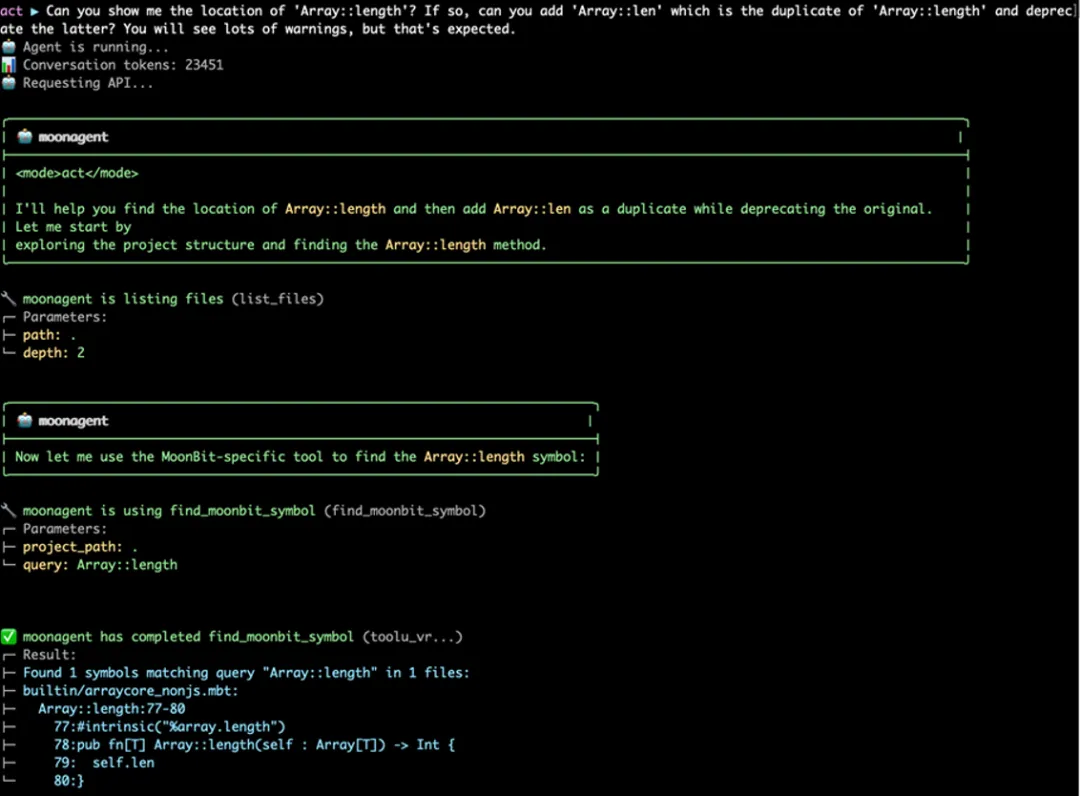 act ▶ Can you show me the location of 'Array::length'? If so, can you add 'Array::len' which is the duplicate of 'Array::length' and deprec
ate the latter? You will see lots of warnings, but that's expected.
🤖 Agent is running...
📊 Conversation tokens: 23451
🤖 Requesting API...
🤖 moonagent
<mode>act</mode>
I'll help you find the location of Array::length and then add Array::len as a duplicate while deprecating the original.
Let me start by
exploring the project structure and finding the Array::length method.
🔧 moonagent is listing files (list_files)
┌─ Parameters:
├─ path: .
└─ depth: 2
🤖 moonagent
Now let me use the MoonBit-specific tool to find the Array::length symbol:
🔧 moonagent is using find_moonbit_symbol (find_moonbit_symbol)
┌─ Parameters:
├─ project_path: .
└─ query: Array::length
✅ moonagent has completed find_moonbit_symbol (toolu_vr...)
┌─ Result:
├─ Found 1 symbols matching query "Array::length" in 1 files:
├─ builtin/arraycore_nonjs.mbt:
├─   Array::length:77-80
├─     77:#intrinsic("%array.length")
├─     78:pub fn[T] Array::length(self : Array[T]) -> Int {
├─     79:  self.len
└─     80:}